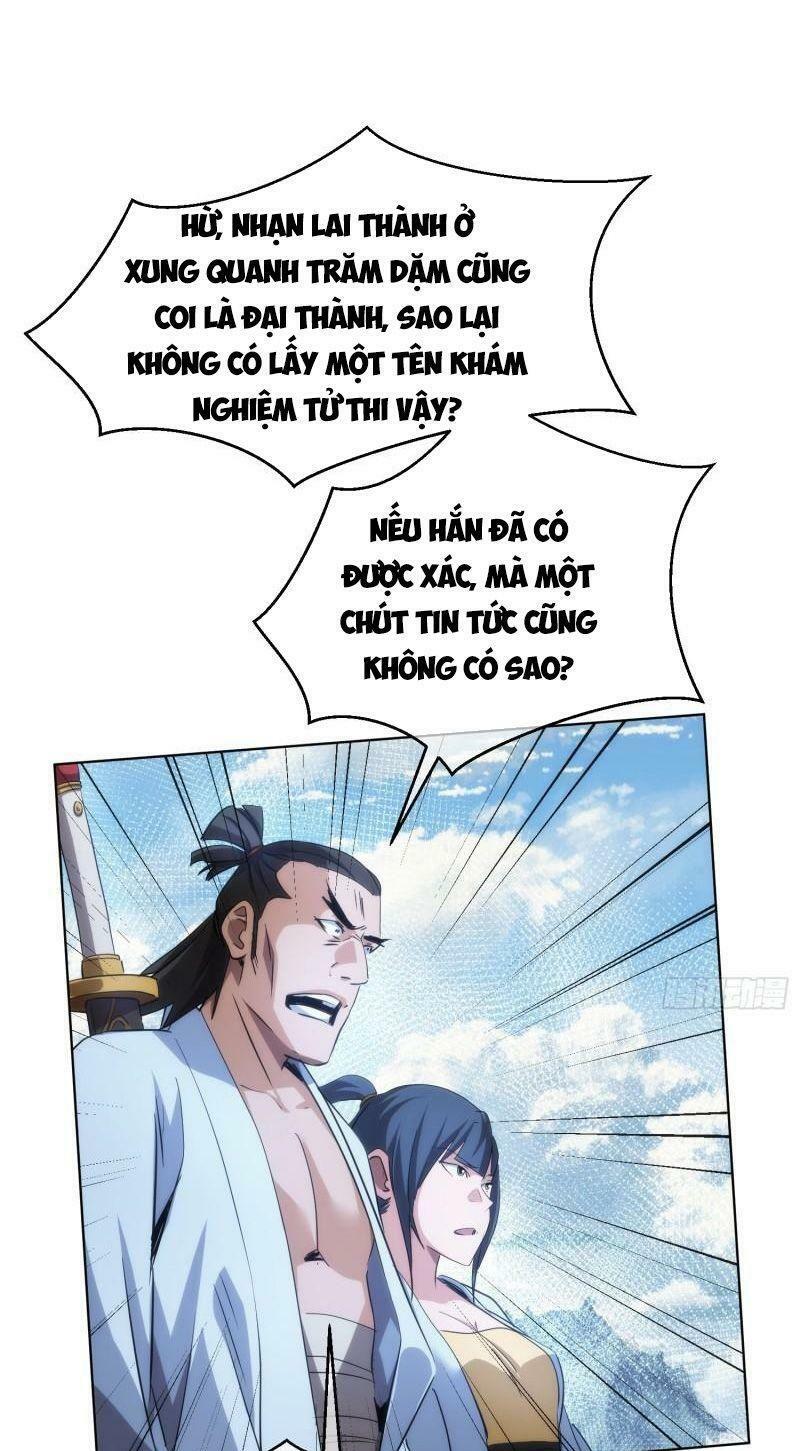 HỪ, NHẠN LAI THÀNH Ở
XUNG QUANH TRĂM DẶM CŨNG
COI LÀ ĐẠI THÀNH, SAO LẠI
KHÔNG CÓ LẤY MỘT TÊN KHÁM
NGHIỆM TỬ THI VẬY?
NẾU HẮN ĐÃ CÓ
ĐƯỢC XÁC, MÀ MỘT
CHÚT TIN TỨC CŨNG
KHÔNG CÓ SAO?